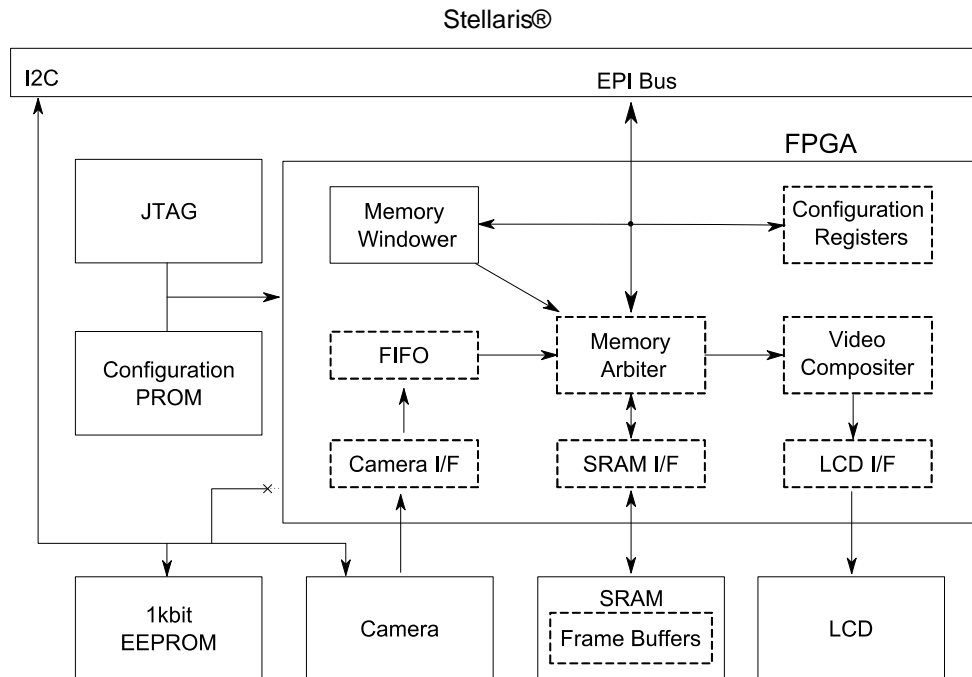 Stellaris®
I2C
EPI Bus
FPGA
JTAG
Memory
Windower
Configuration
Registers
Configuration
PROM
FIFO
Memory
Arbiter
Video
Compositer
Camera I/F
SRAM I/F
LCD I/F
1kbit
EEPROM
Camera
SRAM
Frame Buffers
LCD